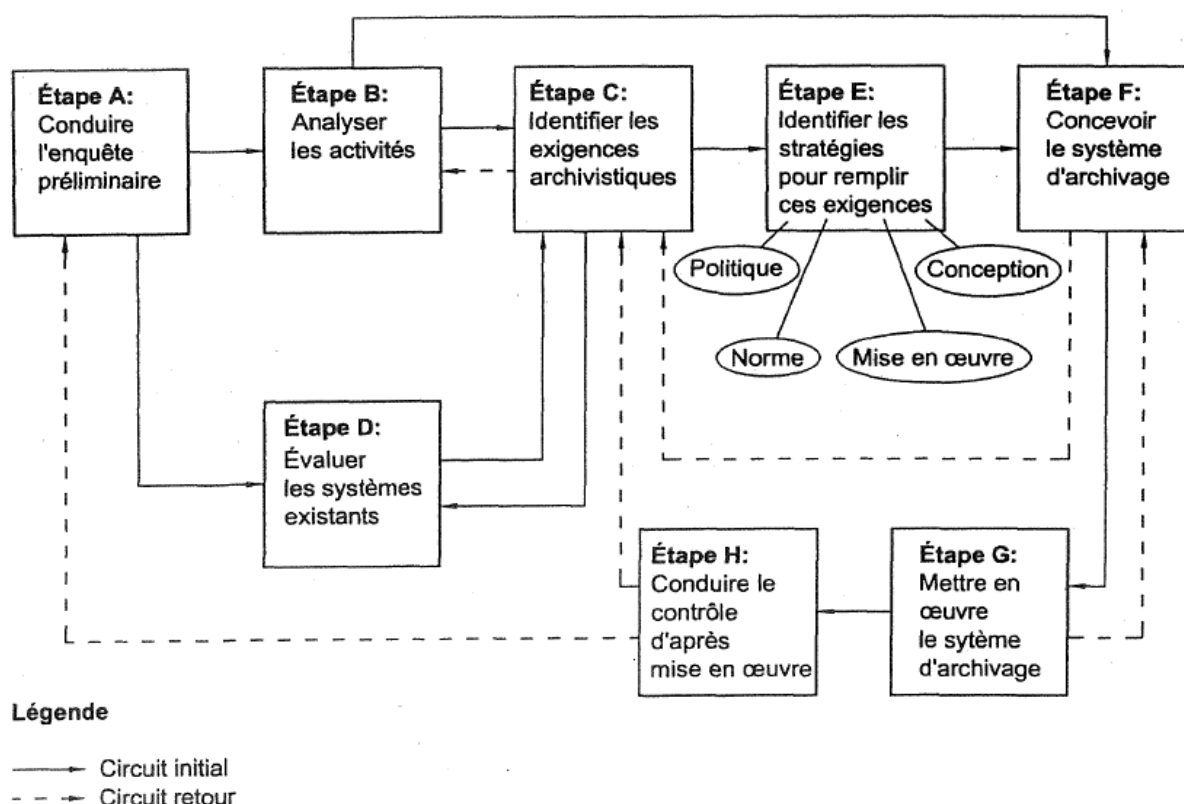 Étape A:
Conduire
l'enquête
préliminaire
Étape B:
Analyser
les activités
Étape C:
Identifier les
exigences
archivistiques
Étape E:
Identifier les
stratégies
pour remplir
ces exigences
Étape F:
Concevoir
le système
d'archivage
Politique
Conception
Norme
Mise en œuvre
Étape D:
Évaluer
les systèmes
existants
Étape H:
Conduire le
contrôle
d'après
mise en œuvre
Étape G:
Mettre en
œuvre
le sytème
d'archivage
Légende
Circuit initial
Circuit retour